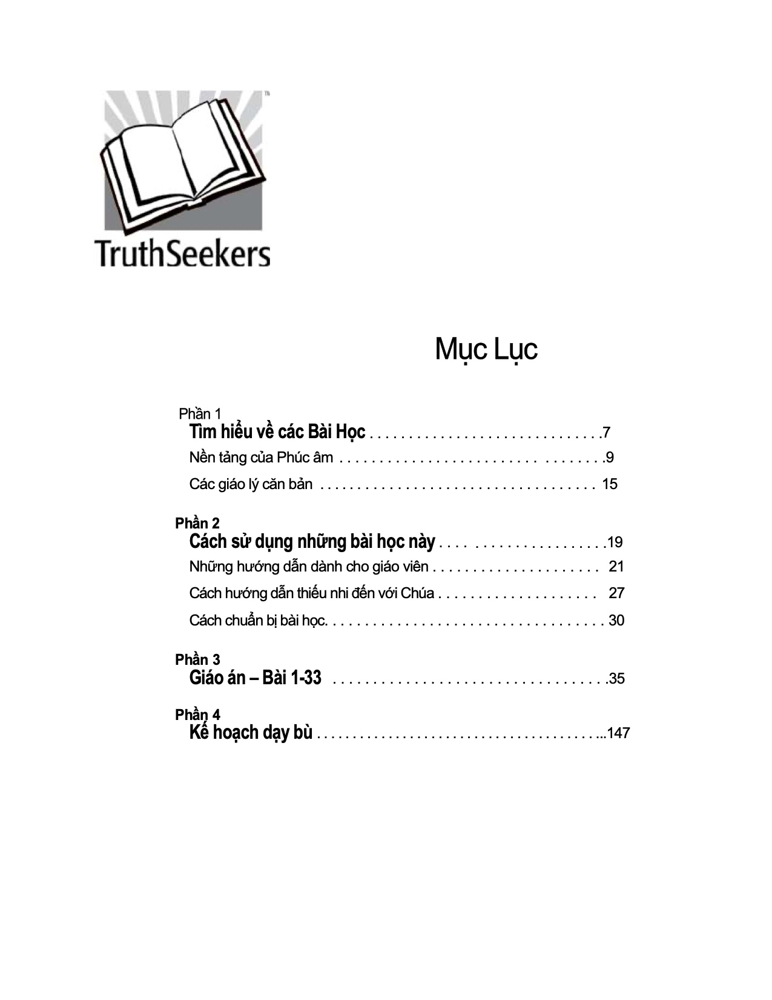 TM
TruthSeekers
Mục Lục
Phần 1
Tìm hiểu về các Bài Học . . . . . . . . . . . . . . . . . . . . . . . . . . . . . .7
Nền tảng của Phúc âm . . . . . . . . . . . . . . . . . . . . . . . . . . . . . . . . .9
Các giáo lý căn bản . . . . . . . . . . . . . . . . . . . . . . . . . . . . . . . . . . . 15
Phần 2
Cách sử dụng những bài học này . . . . . . . . . . . . . . . . . . . . .19
Những hướng dẫn dành cho giáo viên . . . . . . . . . . . . . . . . . . . . . 21
Cách hướng dẫn thiếu nhi đến với Chúa . . . . . . . . . . . . . . . . . . . . 27
Cách chuẩn bị bài học. . . . . . . . . . . . . . . . . . . . . . . . . . . . . . . . . . . 30
Phần 3
Giáo án – Bài 1-33 . . . . . . . . . . . . . . . . . . . . . . . . . . . . . . . . . . .35
Phần 4
Kế hoạch dạy bù . . . . . . . . . . . . . . . . . . . . . . . . . . . . . . . . . . . . . . ...147